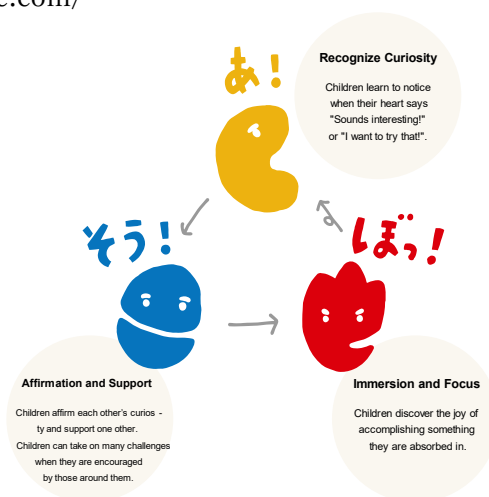 e.com/
あ!
Recognize Curiosity
Children learn to notice
when their heart says
"Sounds interesting!"
or "I want to try that!".
そう!
ぼっ!
Affirmation and Support
Children affirm each other's curios -
ty and support one other.
Children can take on many challenges
when they are encouraged
by those around them.
Immersion and Focus
Children discover the joy of
accomplishing something
they are absorbed in.